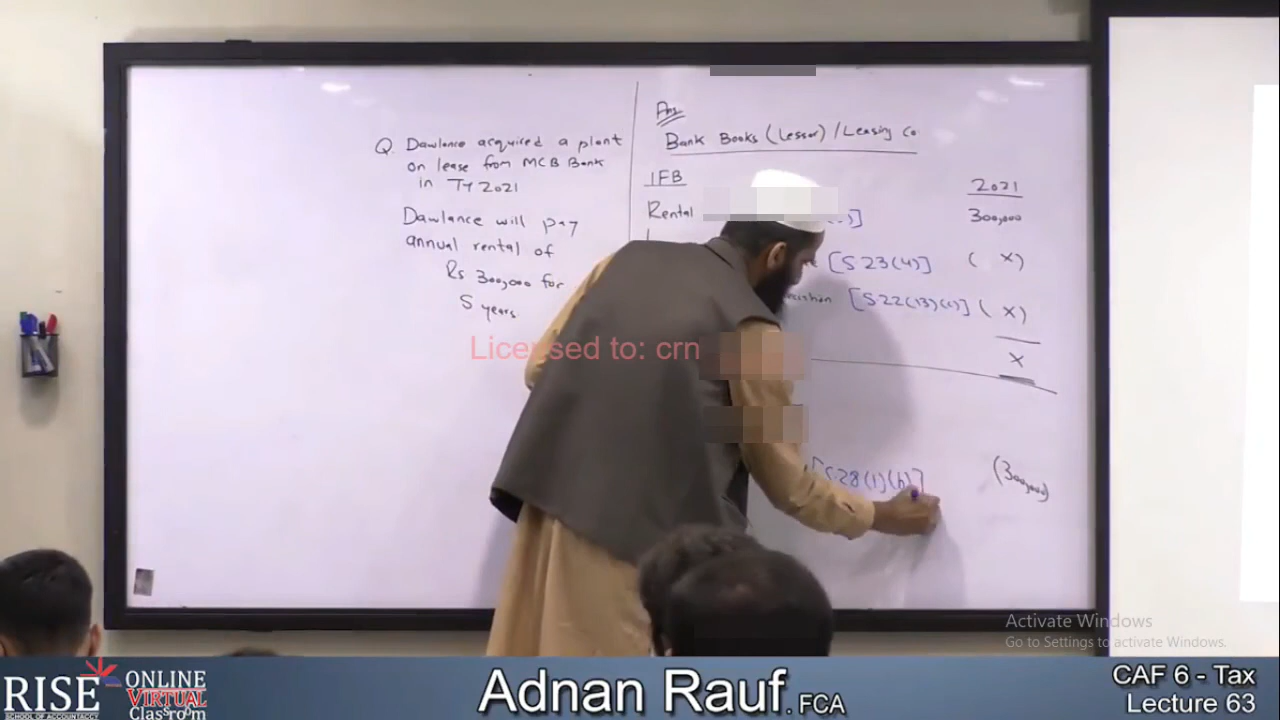 Q. Dawlance acquired a plant
on lease from MCB Bank
in TY 2021
Dawlance will pay
annual rental of
Rs 300,000 for
5 years
Ans
Bank Books (Lessor) / Leasing Co
IFB
2021
Rental
300,000
[S 23(4)] ( X)
[S 22(13)( )] ( X)
X
28(1)(b)]
(300,000)
Licensed to: crn
Activate Windows
Go to Settings to activate Windows.
RISE
SCHOOL OF ACCOUNTANCY
ONLINE
VIRTUAL
Classroom
Adnan Rauf. FCA
CAF 6 - Tax
Lecture 63